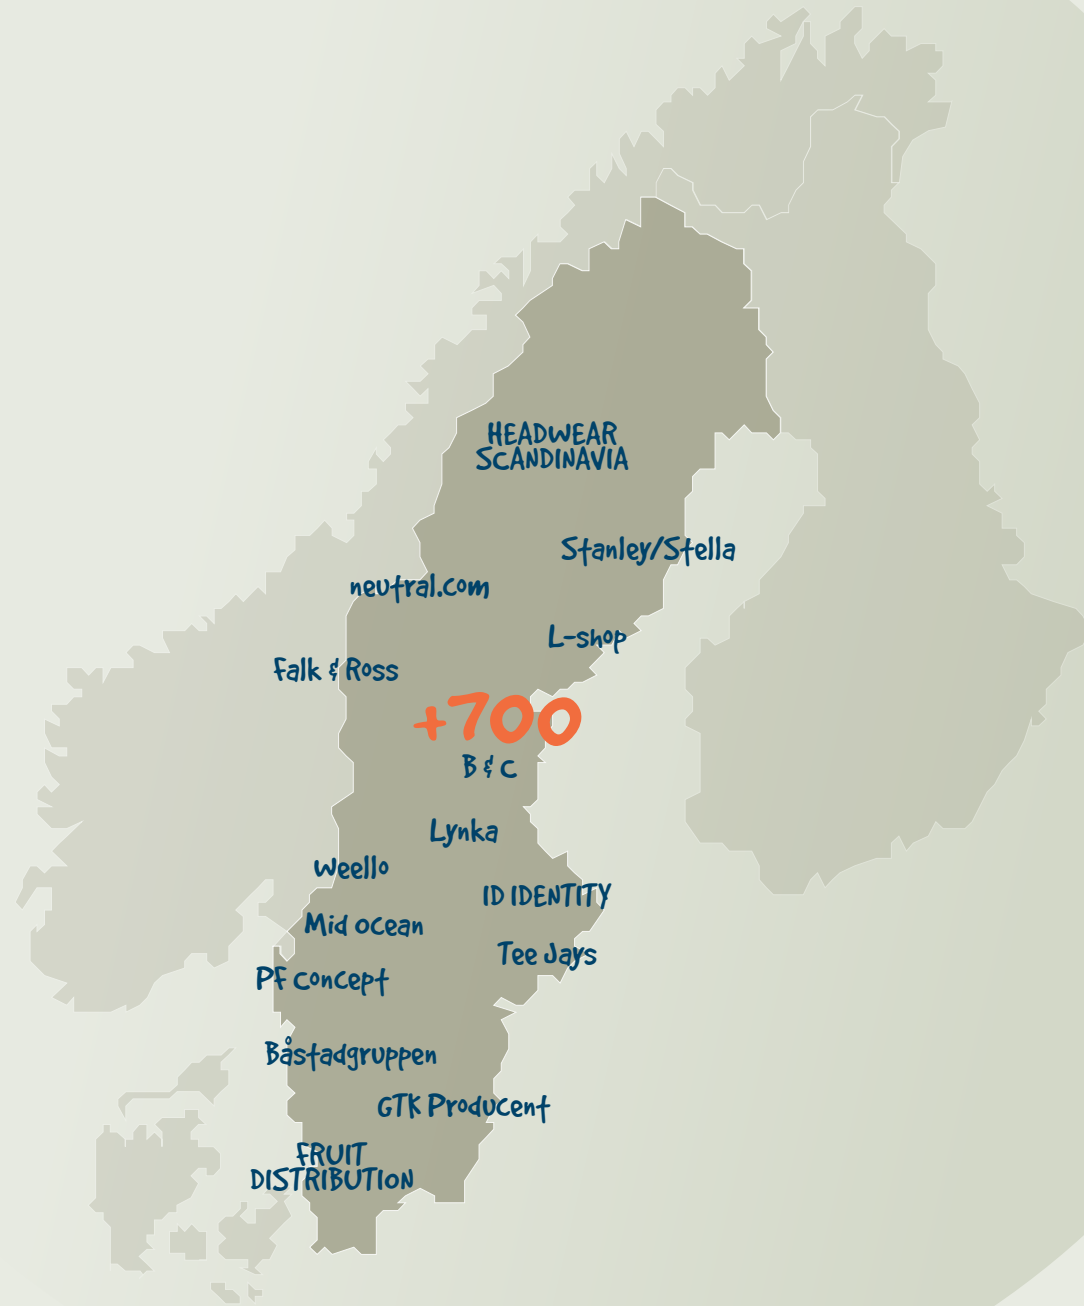 HEADWEAR
SCANDINAVIA
Stanley/Stella
neutral.com
L-shop
Falk & Ross
+700
B & C
Lynka
Weello
ID IDENTITY
Mid Ocean
Tee Jays
PF Concept
Båstadgruppen
GTK Producent
FRUIT
DISTRIBUTION